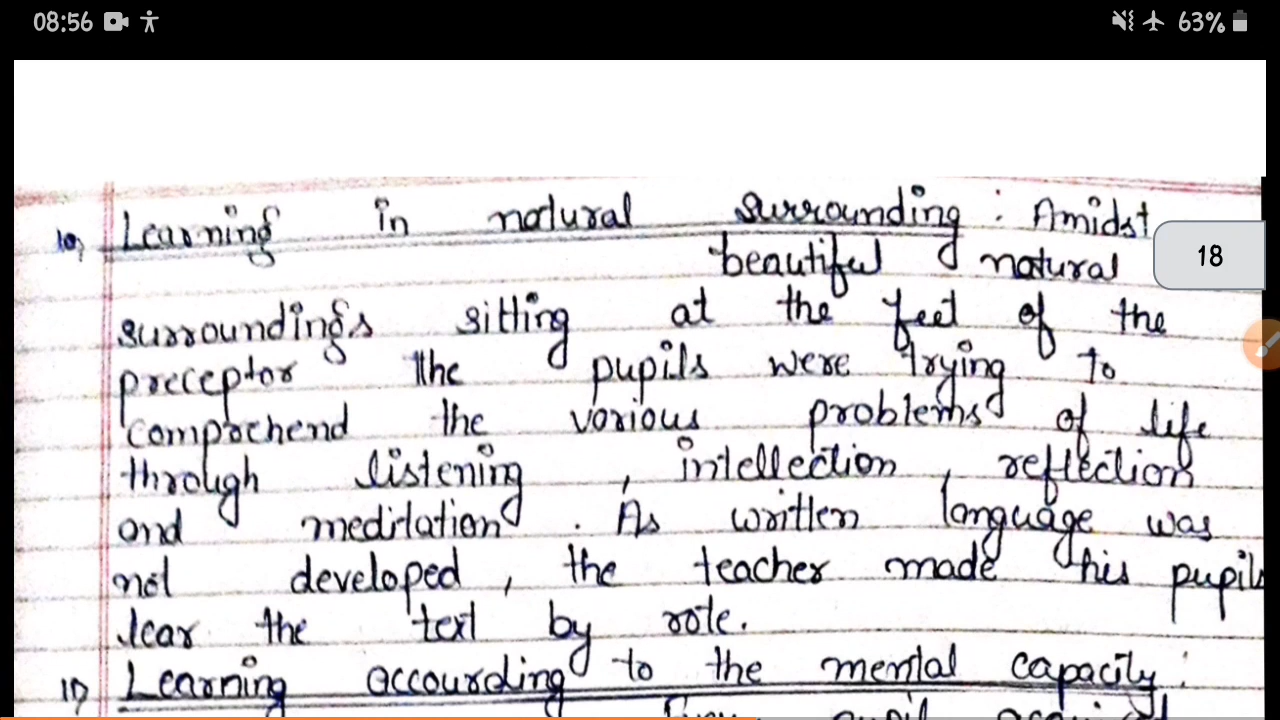 08:56 63%
18
10) Learning in natural surrounding : Amidst
beautiful natural
surroundings sitting at the feet of the
preceptor the pupils were trying to
comprehend the various problems of life
through listening , intellection , reflection
and meditation . As written language was
not developed , the teacher made his pupils
lear the text by role.
11) Learning accourding to the mental capacity :
pupil